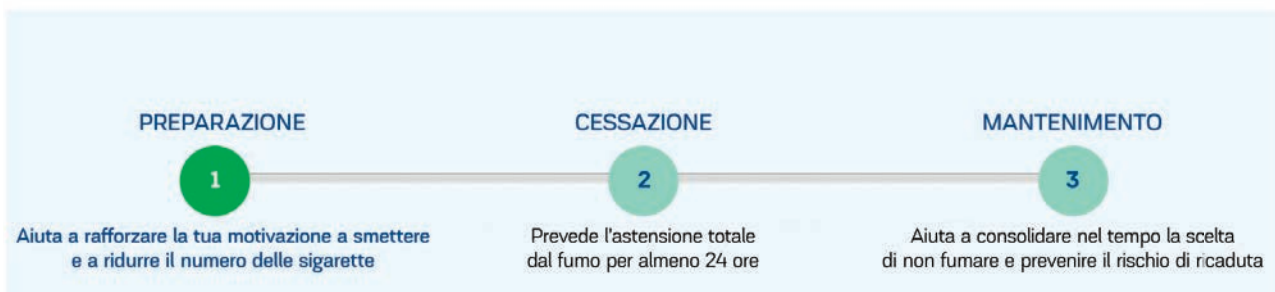 PREPARAZIONE
1
Aiuta a rafforzare la tua motivazione a smettere
e a ridurre il numero delle sigarette
CESSAZIONE
2
Prevede l'astensione totale
dal fumo per almeno 24 ore
MANTENIMENTO
3
Aiuta a consolidare nel tempo la scelta
di non fumare e prevenire il rischio di ricaduta